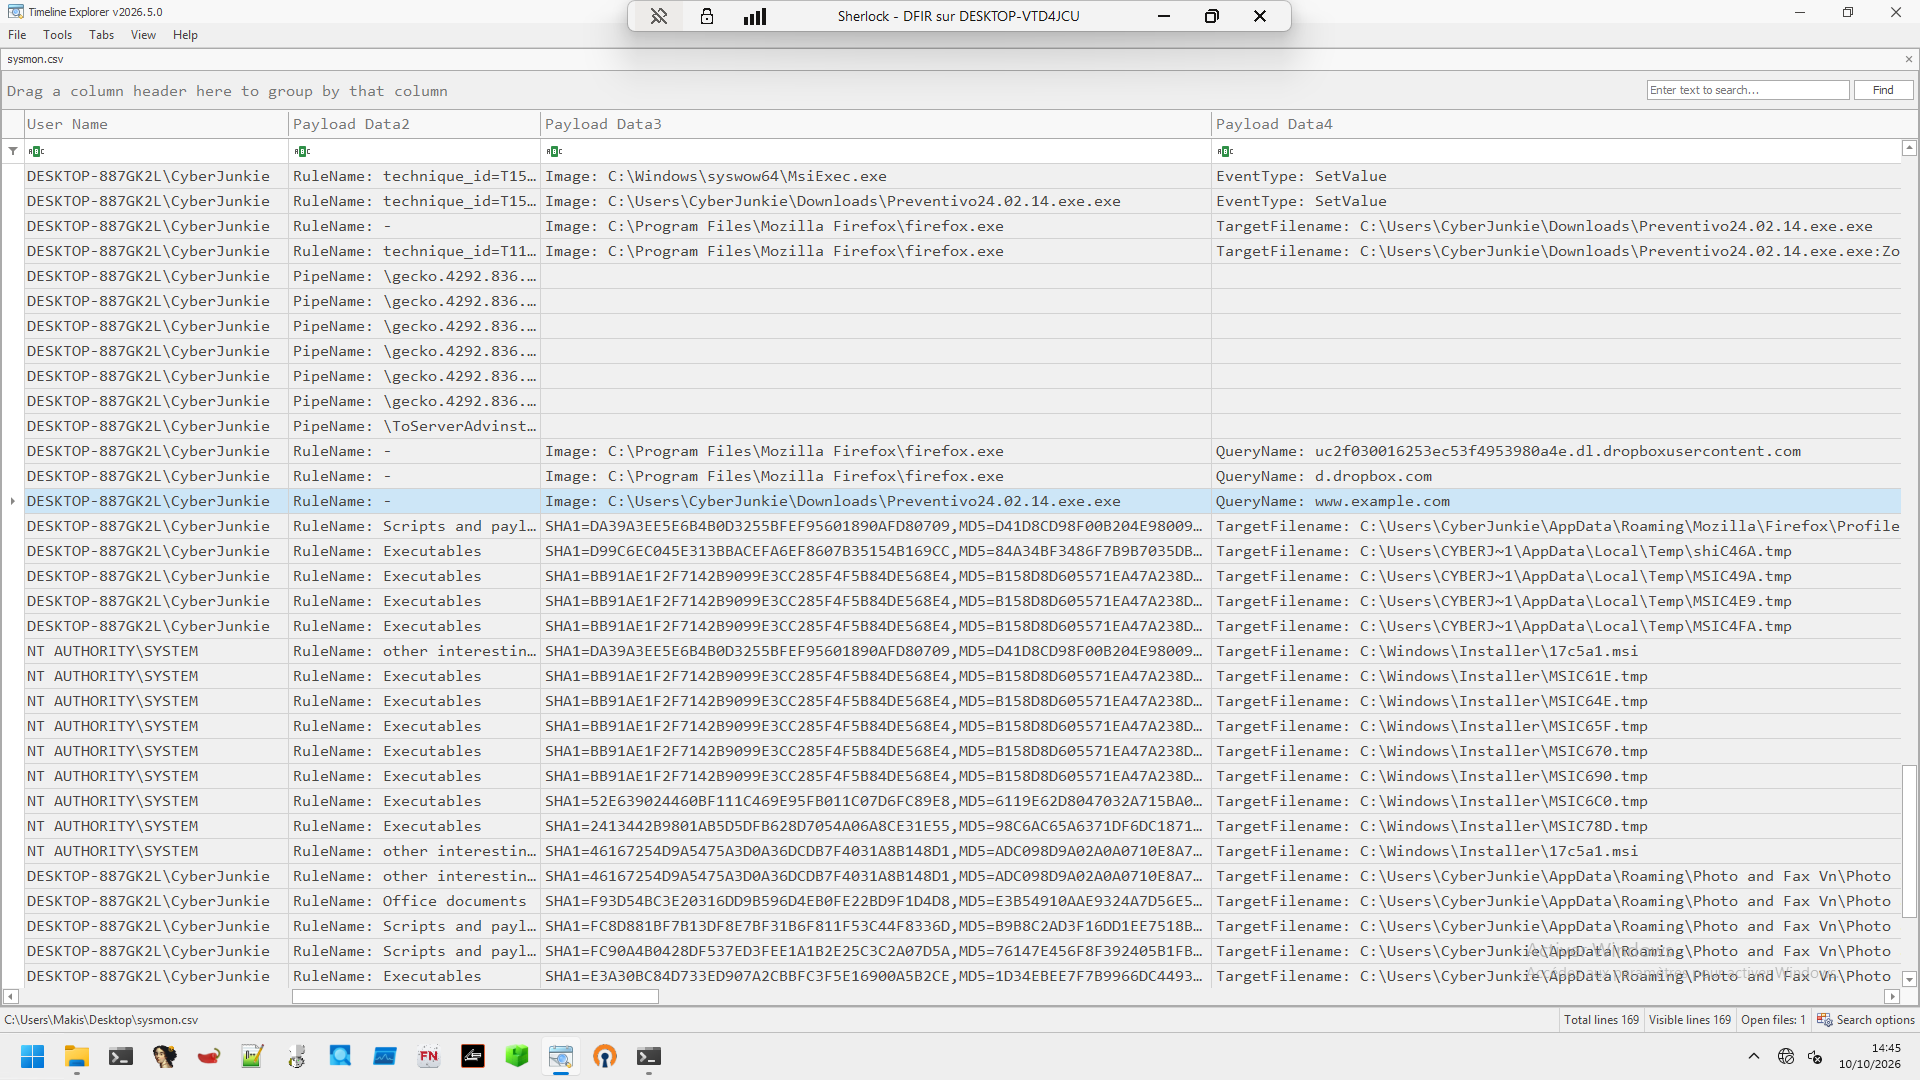 Timeline Explorer v2026.5.0
Sherlock - DFIR sur DESKTOP-VTD4JCU
File Tools Tabs View Help
sysmon.csv
Drag a column header here to group by that column
Enter text to search... Find
User Name Payload Data2 Payload Data3 Payload Data4
DESKTOP-887GK2L\CyberJunkie RuleName: technique_id=T15… Image: C:\Windows\syswow64\MsiExec.exe EventType: SetValue
DESKTOP-887GK2L\CyberJunkie RuleName: technique_id=T15… Image: C:\Users\CyberJunkie\Downloads\Preventivo24.02.14.exe.exe EventType: SetValue
DESKTOP-887GK2L\CyberJunkie RuleName: - Image: C:\Program Files\Mozilla Firefox\firefox.exe TargetFilename: C:\Users\CyberJunkie\Downloads\Preventivo24.02.14.exe.exe
DESKTOP-887GK2L\CyberJunkie RuleName: technique_id=T11… Image: C:\Program Files\Mozilla Firefox\firefox.exe TargetFilename: C:\Users\CyberJunkie\Downloads\Preventivo24.02.14.exe.exe:Zo
DESKTOP-887GK2L\CyberJunkie PipeName: \gecko.4292.836.…
DESKTOP-887GK2L\CyberJunkie PipeName: \gecko.4292.836.…
DESKTOP-887GK2L\CyberJunkie PipeName: \gecko.4292.836.…
DESKTOP-887GK2L\CyberJunkie PipeName: \gecko.4292.836.…
DESKTOP-887GK2L\CyberJunkie PipeName: \gecko.4292.836.…
DESKTOP-887GK2L\CyberJunkie PipeName: \gecko.4292.836.…
DESKTOP-887GK2L\CyberJunkie PipeName: \ToServerAdvinst…
DESKTOP-887GK2L\CyberJunkie RuleName: - Image: C:\Program Files\Mozilla Firefox\firefox.exe QueryName: uc2f030016253ec53f4953980a4e.dl.dropboxusercontent.com
DESKTOP-887GK2L\CyberJunkie RuleName: - Image: C:\Program Files\Mozilla Firefox\firefox.exe QueryName: d.dropbox.com
DESKTOP-887GK2L\CyberJunkie RuleName: - Image: C:\Users\CyberJunkie\Downloads\Preventivo24.02.14.exe.exe QueryName: www.example.com
DESKTOP-887GK2L\CyberJunkie RuleName: Scripts and payl… SHA1=DA39A3EE5E6B4B0D3255BFEF95601890AFD80709,MD5=D41D8CD98F00B204E98009… TargetFilename: C:\Users\CyberJunkie\AppData\Roaming\Mozilla\Firefox\Profile
DESKTOP-887GK2L\CyberJunkie RuleName: Executables SHA1=D99C6EC045E313BBACEFA6EF8607B35154B169CC,MD5=84A34BF3486F7B9B7035DB… TargetFilename: C:\Users\CYBERJ~1\AppData\Local\Temp\shiC46A.tmp
DESKTOP-887GK2L\CyberJunkie RuleName: Executables SHA1=BB91AE1F2F7142B9099E3CC285F4F5B84DE568E4,MD5=B158D8D605571EA47A238D… TargetFilename: C:\Users\CYBERJ~1\AppData\Local\Temp\MSIC49A.tmp
DESKTOP-887GK2L\CyberJunkie RuleName: Executables SHA1=BB91AE1F2F7142B9099E3CC285F4F5B84DE568E4,MD5=B158D8D605571EA47A238D… TargetFilename: C:\Users\CYBERJ~1\AppData\Local\Temp\MSIC4E9.tmp
DESKTOP-887GK2L\CyberJunkie RuleName: Executables SHA1=BB91AE1F2F7142B9099E3CC285F4F5B84DE568E4,MD5=B158D8D605571EA47A238D… TargetFilename: C:\Users\CYBERJ~1\AppData\Local\Temp\MSIC4FA.tmp
NT AUTHORITY\SYSTEM RuleName: other interestin… SHA1=DA39A3EE5E6B4B0D3255BFEF95601890AFD80709,MD5=D41D8CD98F00B204E98009… TargetFilename: C:\Windows\Installer\17c5a1.msi
NT AUTHORITY\SYSTEM RuleName: Executables SHA1=BB91AE1F2F7142B9099E3CC285F4F5B84DE568E4,MD5=B158D8D605571EA47A238D… TargetFilename: C:\Windows\Installer\MSIC61E.tmp
NT AUTHORITY\SYSTEM RuleName: Executables SHA1=BB91AE1F2F7142B9099E3CC285F4F5B84DE568E4,MD5=B158D8D605571EA47A238D… TargetFilename: C:\Windows\Installer\MSIC64E.tmp
NT AUTHORITY\SYSTEM RuleName: Executables SHA1=BB91AE1F2F7142B9099E3CC285F4F5B84DE568E4,MD5=B158D8D605571EA47A238D… TargetFilename: C:\Windows\Installer\MSIC65F.tmp
NT AUTHORITY\SYSTEM RuleName: Executables SHA1=BB91AE1F2F7142B9099E3CC285F4F5B84DE568E4,MD5=B158D8D605571EA47A238D… TargetFilename: C:\Windows\Installer\MSIC670.tmp
NT AUTHORITY\SYSTEM RuleName: Executables SHA1=BB91AE1F2F7142B9099E3CC285F4F5B84DE568E4,MD5=B158D8D605571EA47A238D… TargetFilename: C:\Windows\Installer\MSIC690.tmp
NT AUTHORITY\SYSTEM RuleName: Executables SHA1=52E639024460BF111C469E95FB011C07D6FC89E8,MD5=6119E62D8047032A715BA0… TargetFilename: C:\Windows\Installer\MSIC6C0.tmp
NT AUTHORITY\SYSTEM RuleName: Executables SHA1=2413442B9801AB5D5DFB628D7054A06A8CE31E55,MD5=98C6AC65A6371DF6DC1871… TargetFilename: C:\Windows\Installer\MSIC78D.tmp
NT AUTHORITY\SYSTEM RuleName: other interestin… SHA1=46167254D9A5475A3D0A36DCDB7F4031A8B148D1,MD5=ADC098D9A02A0A0710E8A7… TargetFilename: C:\Windows\Installer\17c5a1.msi
DESKTOP-887GK2L\CyberJunkie RuleName: other interestin… SHA1=46167254D9A5475A3D0A36DCDB7F4031A8B148D1,MD5=ADC098D9A02A0A0710E8A7… TargetFilename: C:\Users\CyberJunkie\AppData\Roaming\Photo and Fax Vn\Photo
DESKTOP-887GK2L\CyberJunkie RuleName: Office documents SHA1=F93D54BC3E20316DD9B596D4EB0FE22BD9F1D4D8,MD5=E3B54910AAE9324A7D56E5… TargetFilename: C:\Users\CyberJunkie\AppData\Roaming\Photo and Fax Vn\Photo
DESKTOP-887GK2L\CyberJunkie RuleName: Scripts and payl… SHA1=FC8D881BF7B13DF8E7BF31B6F811F53C44F8336D,MD5=B9B8C2AD3F16DD1EE7518B… TargetFilename: C:\Users\CyberJunkie\AppData\Roaming\Photo and Fax Vn\Photo
DESKTOP-887GK2L\CyberJunkie RuleName: Scripts and payl… SHA1=FC90A4B0428DF537ED3FEE1A1B2E25C3C2A07D5A,MD5=76147E456F8F392405B1FB… TargetFilename: C:\Users\CyberJunkie\AppData\Roaming\Photo and Fax Vn\Photo
DESKTOP-887GK2L\CyberJunkie RuleName: Executables SHA1=E3A30BC84D733ED907A2CBBFC3F5E16900A5B2CE,MD5=1D34EBEE7F7B9966DC4493… TargetFilename: C:\Users\CyberJunkie\AppData\Roaming\Photo and Fax Vn\Photo
Activer Windows
Accédez aux paramètres pour activer Windows.
C:\Users\Makis\Desktop\sysmon.csv Total lines 169 Visible lines 169 Open files: 1 Search options
FN
14:45
10/10/2026